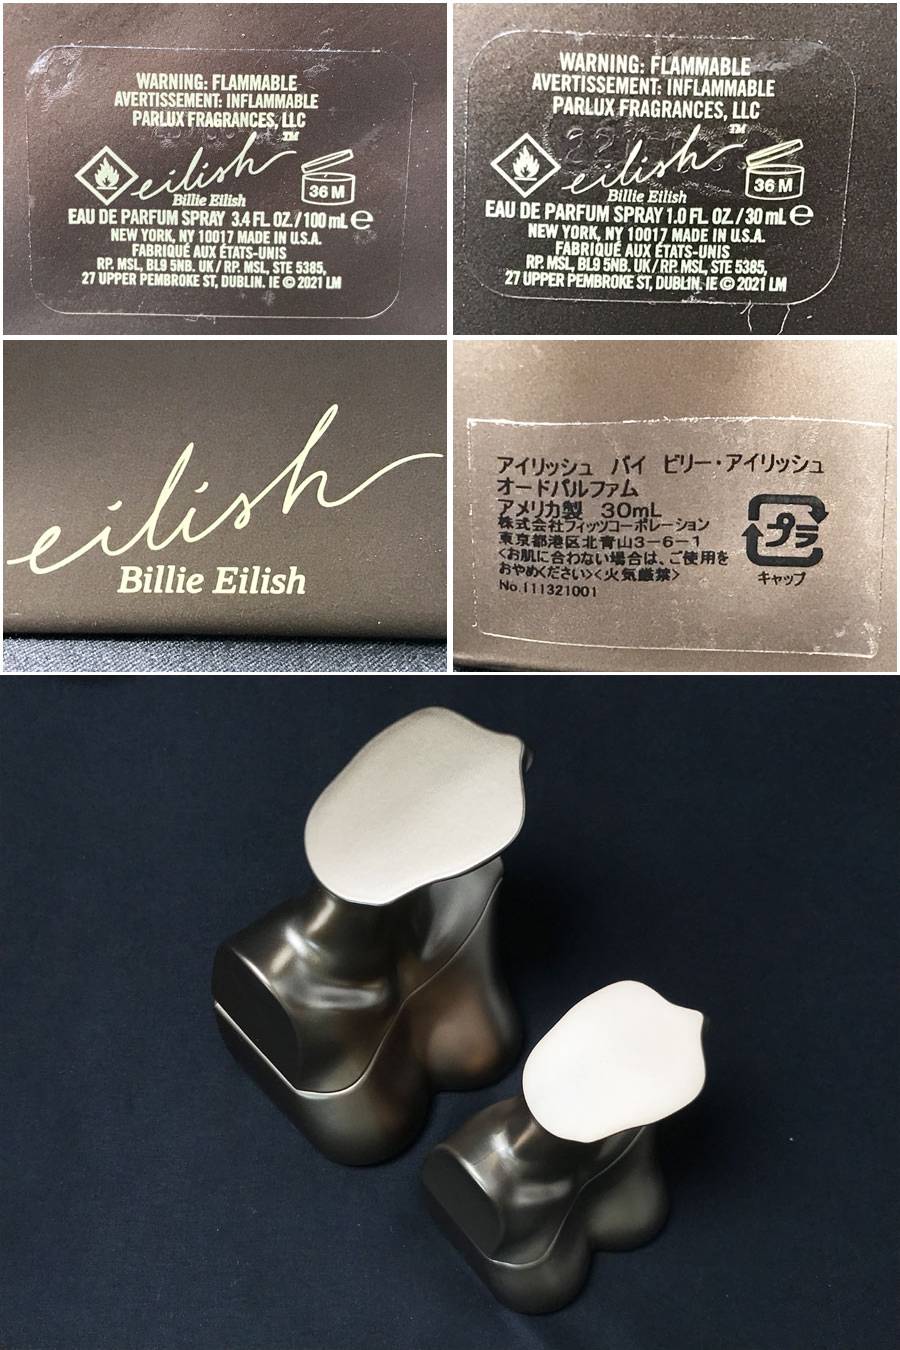 WARNING: FLAMMABLE
AVERTISSEMENT: INFLAMMABLE
PARLUX FRAGRANCES, LLC
eilish™
Billie Eilish
36 M
EAU DE PARFUM SPRAY 3.4 FL OZ./100 mL ℮
NEW YORK, NY 10017 MADE IN U.S.A.
FABRIQUÉ AUX ÉTATS-UNIS
RP. MSL, BL9 5NB. UK / RP. MSL, STE 5385,
27 UPPER PEMBROKE ST, DUBLIN. IE © 2021 LM
WARNING: FLAMMABLE
AVERTISSEMENT: INFLAMMABLE
PARLUX FRAGRANCES, LLC
eilish™
Billie Eilish
36 M
EAU DE PARFUM SPRAY 1.0 FL OZ./30 mL ℮
NEW YORK, NY 10017 MADE IN U.S.A.
FABRIQUÉ AUX ÉTATS-UNIS
RP. MSL, BL9 5NB. UK / RP. MSL, STE 5385,
27 UPPER PEMBROKE ST, DUBLIN. IE © 2021 LM
eilish
Billie Eilish
アイリッシュ バイ ビリー・アイリッシュ
オードパルファム
アメリカ製 30mL
株式会社フィッツコーポレーション
東京都港区北青山3-6-1
<お肌に合わない場合は、ご使用を
おやめください><火気厳禁>
No.111321001
プラ
キャップ